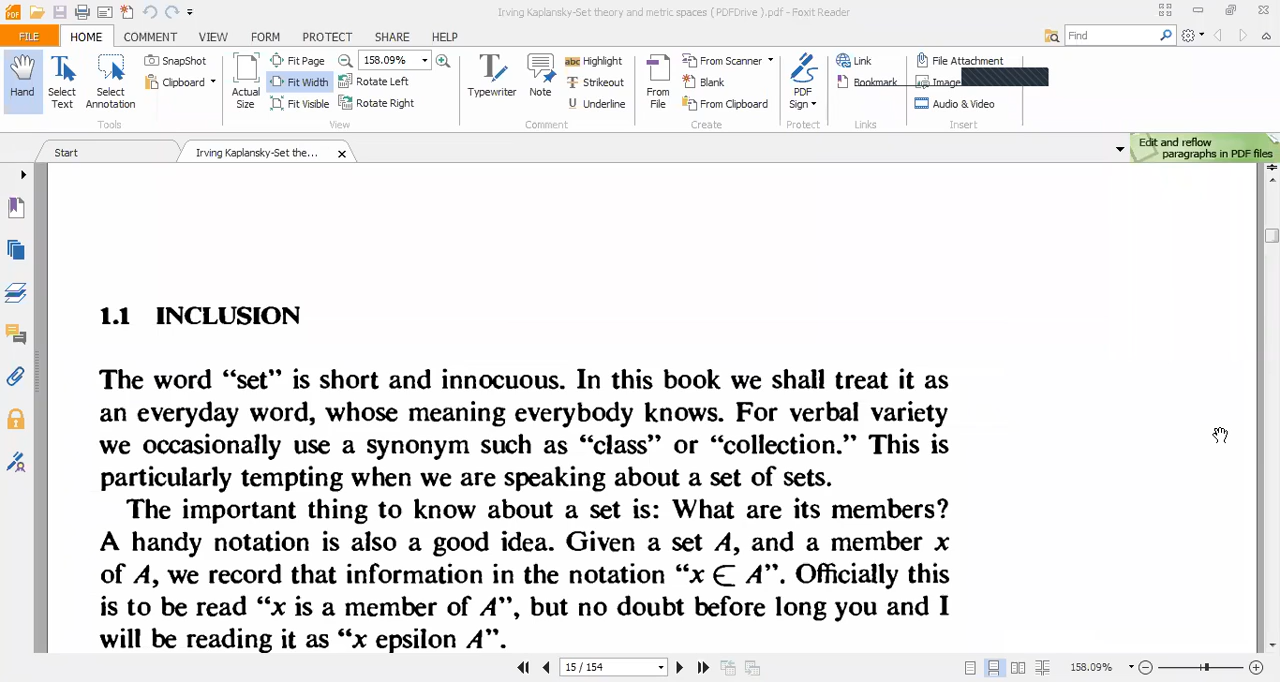 Irving Kaplansky-Set theory and metric spaces ( PDFDrive ).pdf - Foxit Reader
FILE HOME COMMENT VIEW FORM PROTECT SHARE HELP Find
Hand
Select Text
Select Annotation
SnapShot
Clipboard
Tools
Actual Size
Fit Page
Fit Width
Fit Visible
158.09%
Rotate Left
Rotate Right
View
Typewriter
Note
abc Highlight
Strikeout
U Underline
Comment
From File
From Scanner
Blank
From Clipboard
Create
PDF Sign
Protect
Link
Bookmark
Links
File Attachment
Image
Audio & Video
Insert
Start
Irving Kaplansky-Set the...
Edit and reflow
paragraphs in PDF files
1.1 INCLUSION
The word “set” is short and innocuous. In this book we shall treat it as
an everyday word, whose meaning everybody knows. For verbal variety
we occasionally use a synonym such as “class” or “collection.” This is
particularly tempting when we are speaking about a set of sets.
The important thing to know about a set is: What are its members?
A handy notation is also a good idea. Given a set A, and a member x
of A, we record that information in the notation “x ∈ A”. Officially this
is to be read “x is a member of A”, but no doubt before long you and I
will be reading it as “x epsilon A”.
15 / 154
158.09%